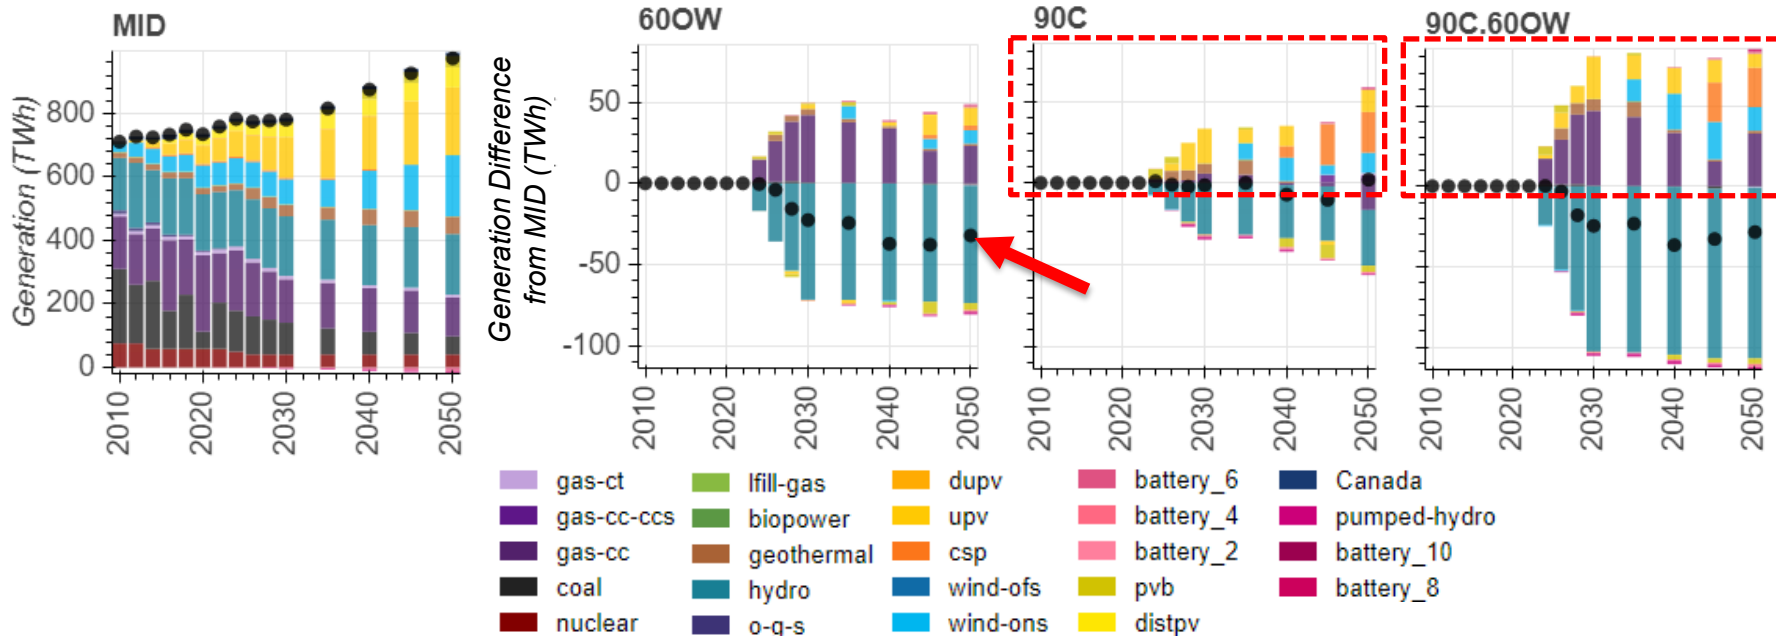 MID
60OW
90C
90C.60OW
Generation (TWh)
800
600
400
200
0
2010
2020
2030
2040
2050
Generation Difference
from MID (TWh)
50
0
-50
-100
2010
2020
2030
2040
2050
2010
2020
2030
2040
2050
2010
2020
2030
2040
2050
gas-ct
gas-cc-ccs
gas-cc
coal
nuclear
lfill-gas
biopower
geothermal
hydro
o-g-s
dupv
upv
csp
wind-ofs
wind-ons
battery_6
battery_4
battery_2
pvb
distpv
Canada
pumped-hydro
battery_10
battery_8